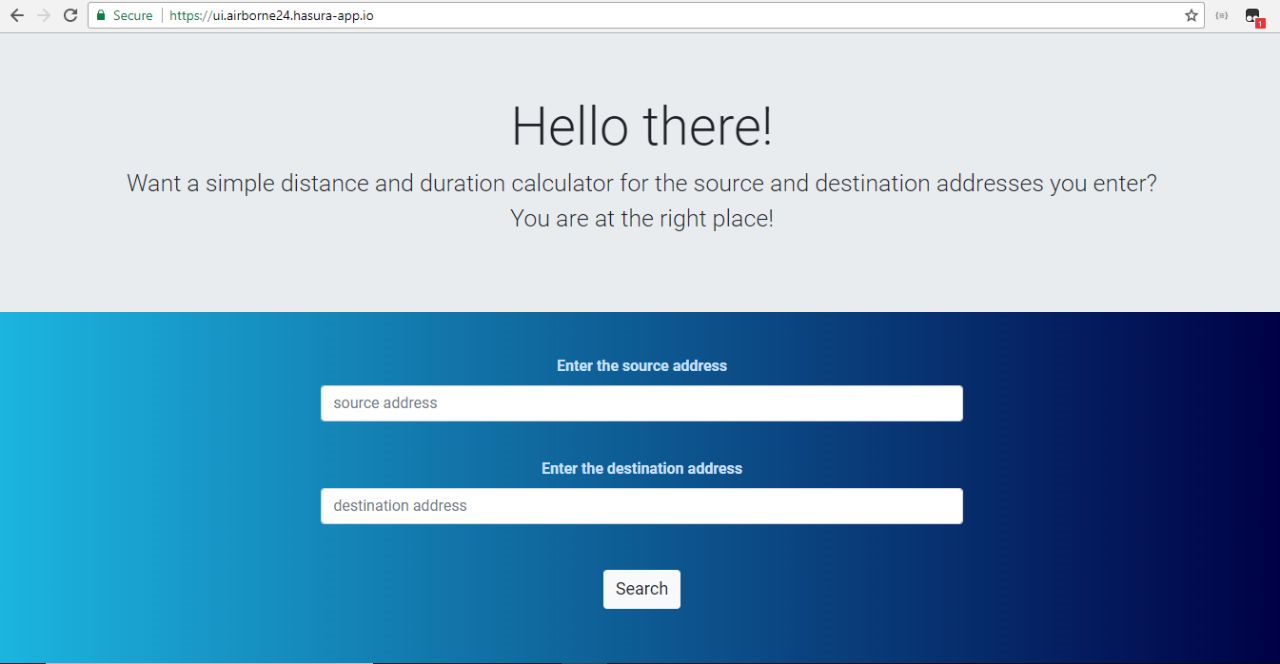 Secure https://ui.airborne24.hasura-app.io
1
Hello there!
Want a simple distance and duration calculator for the source and destination addresses you enter?
You are at the right place!
Enter the source address
source address
Enter the destination address
destination address
Search